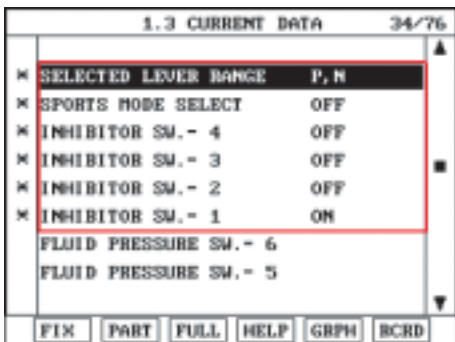 1.3 CURRENT DATA 34/76
× SELECTED LEVER RANGE P,N
× SPORTS MODE SELECT OFF
× INHIBITOR SW.- 4 OFF
× INHIBITOR SW.- 3 OFF
× INHIBITOR SW.- 2 OFF
× INHIBITOR SW.- 1 ON
FLUID PRESSURE SW.- 6
FLUID PRESSURE SW.- 5
FIX PART FULL HELP GRPH RCRD